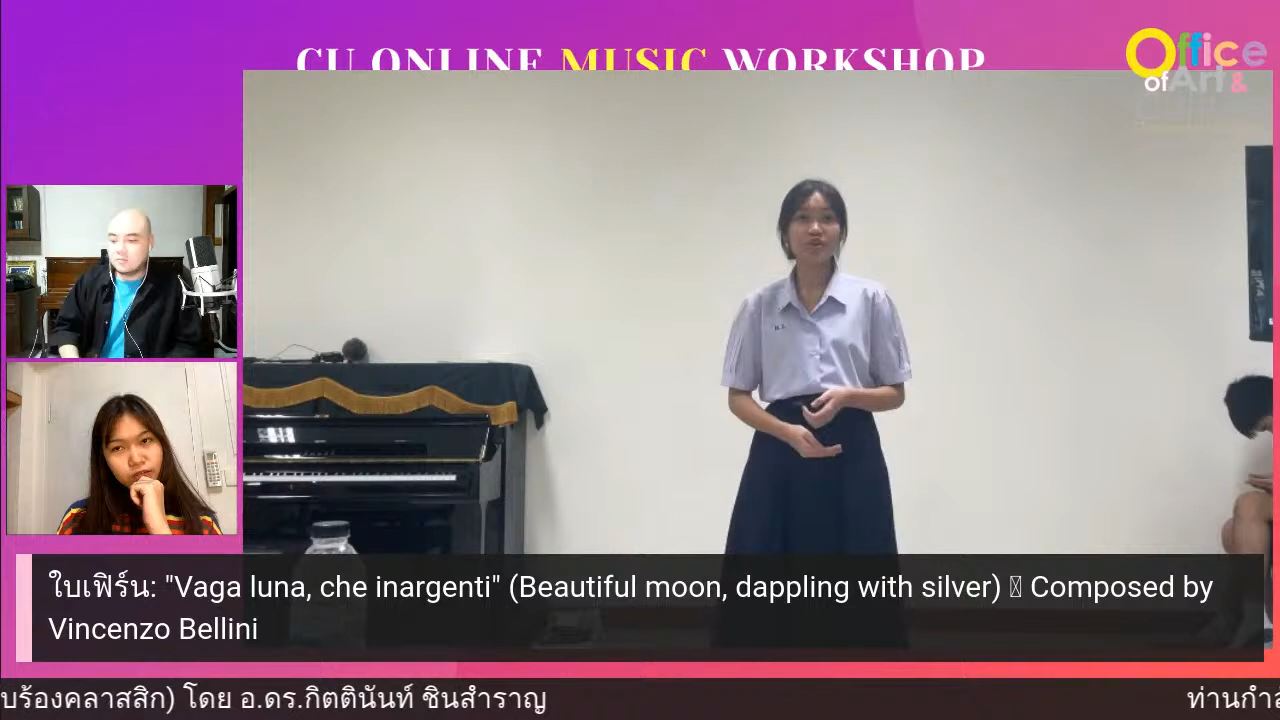 CU ONLINE MUSIC WORKSHOP
Office
of Art &
ใบเฟิร์น: "Vaga luna, che inargenti" (Beautiful moon, dappling with silver) Composed by
Vincenzo Bellini
บร้องคลาสสิก) โดย อ.ดร.กิตตินันท์ ชินสำราญ
ท่านกำล